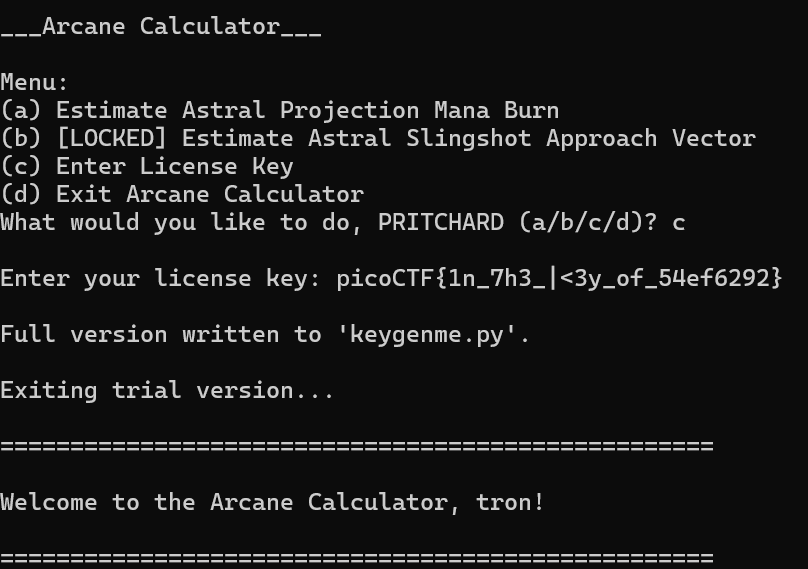 ___Arcane Calculator___
Menu:
(a) Estimate Astral Projection Mana Burn
(b) [LOCKED] Estimate Astral Slingshot Approach Vector
(c) Enter License Key
(d) Exit Arcane Calculator
What would you like to do, PRITCHARD (a/b/c/d)? c
Enter your license key: picoCTF{1n_7h3_|<3y_of_54ef6292}
Full version written to 'keygenme.py'.
Exiting trial version...
===================================================
Welcome to the Arcane Calculator, tron!
===================================================